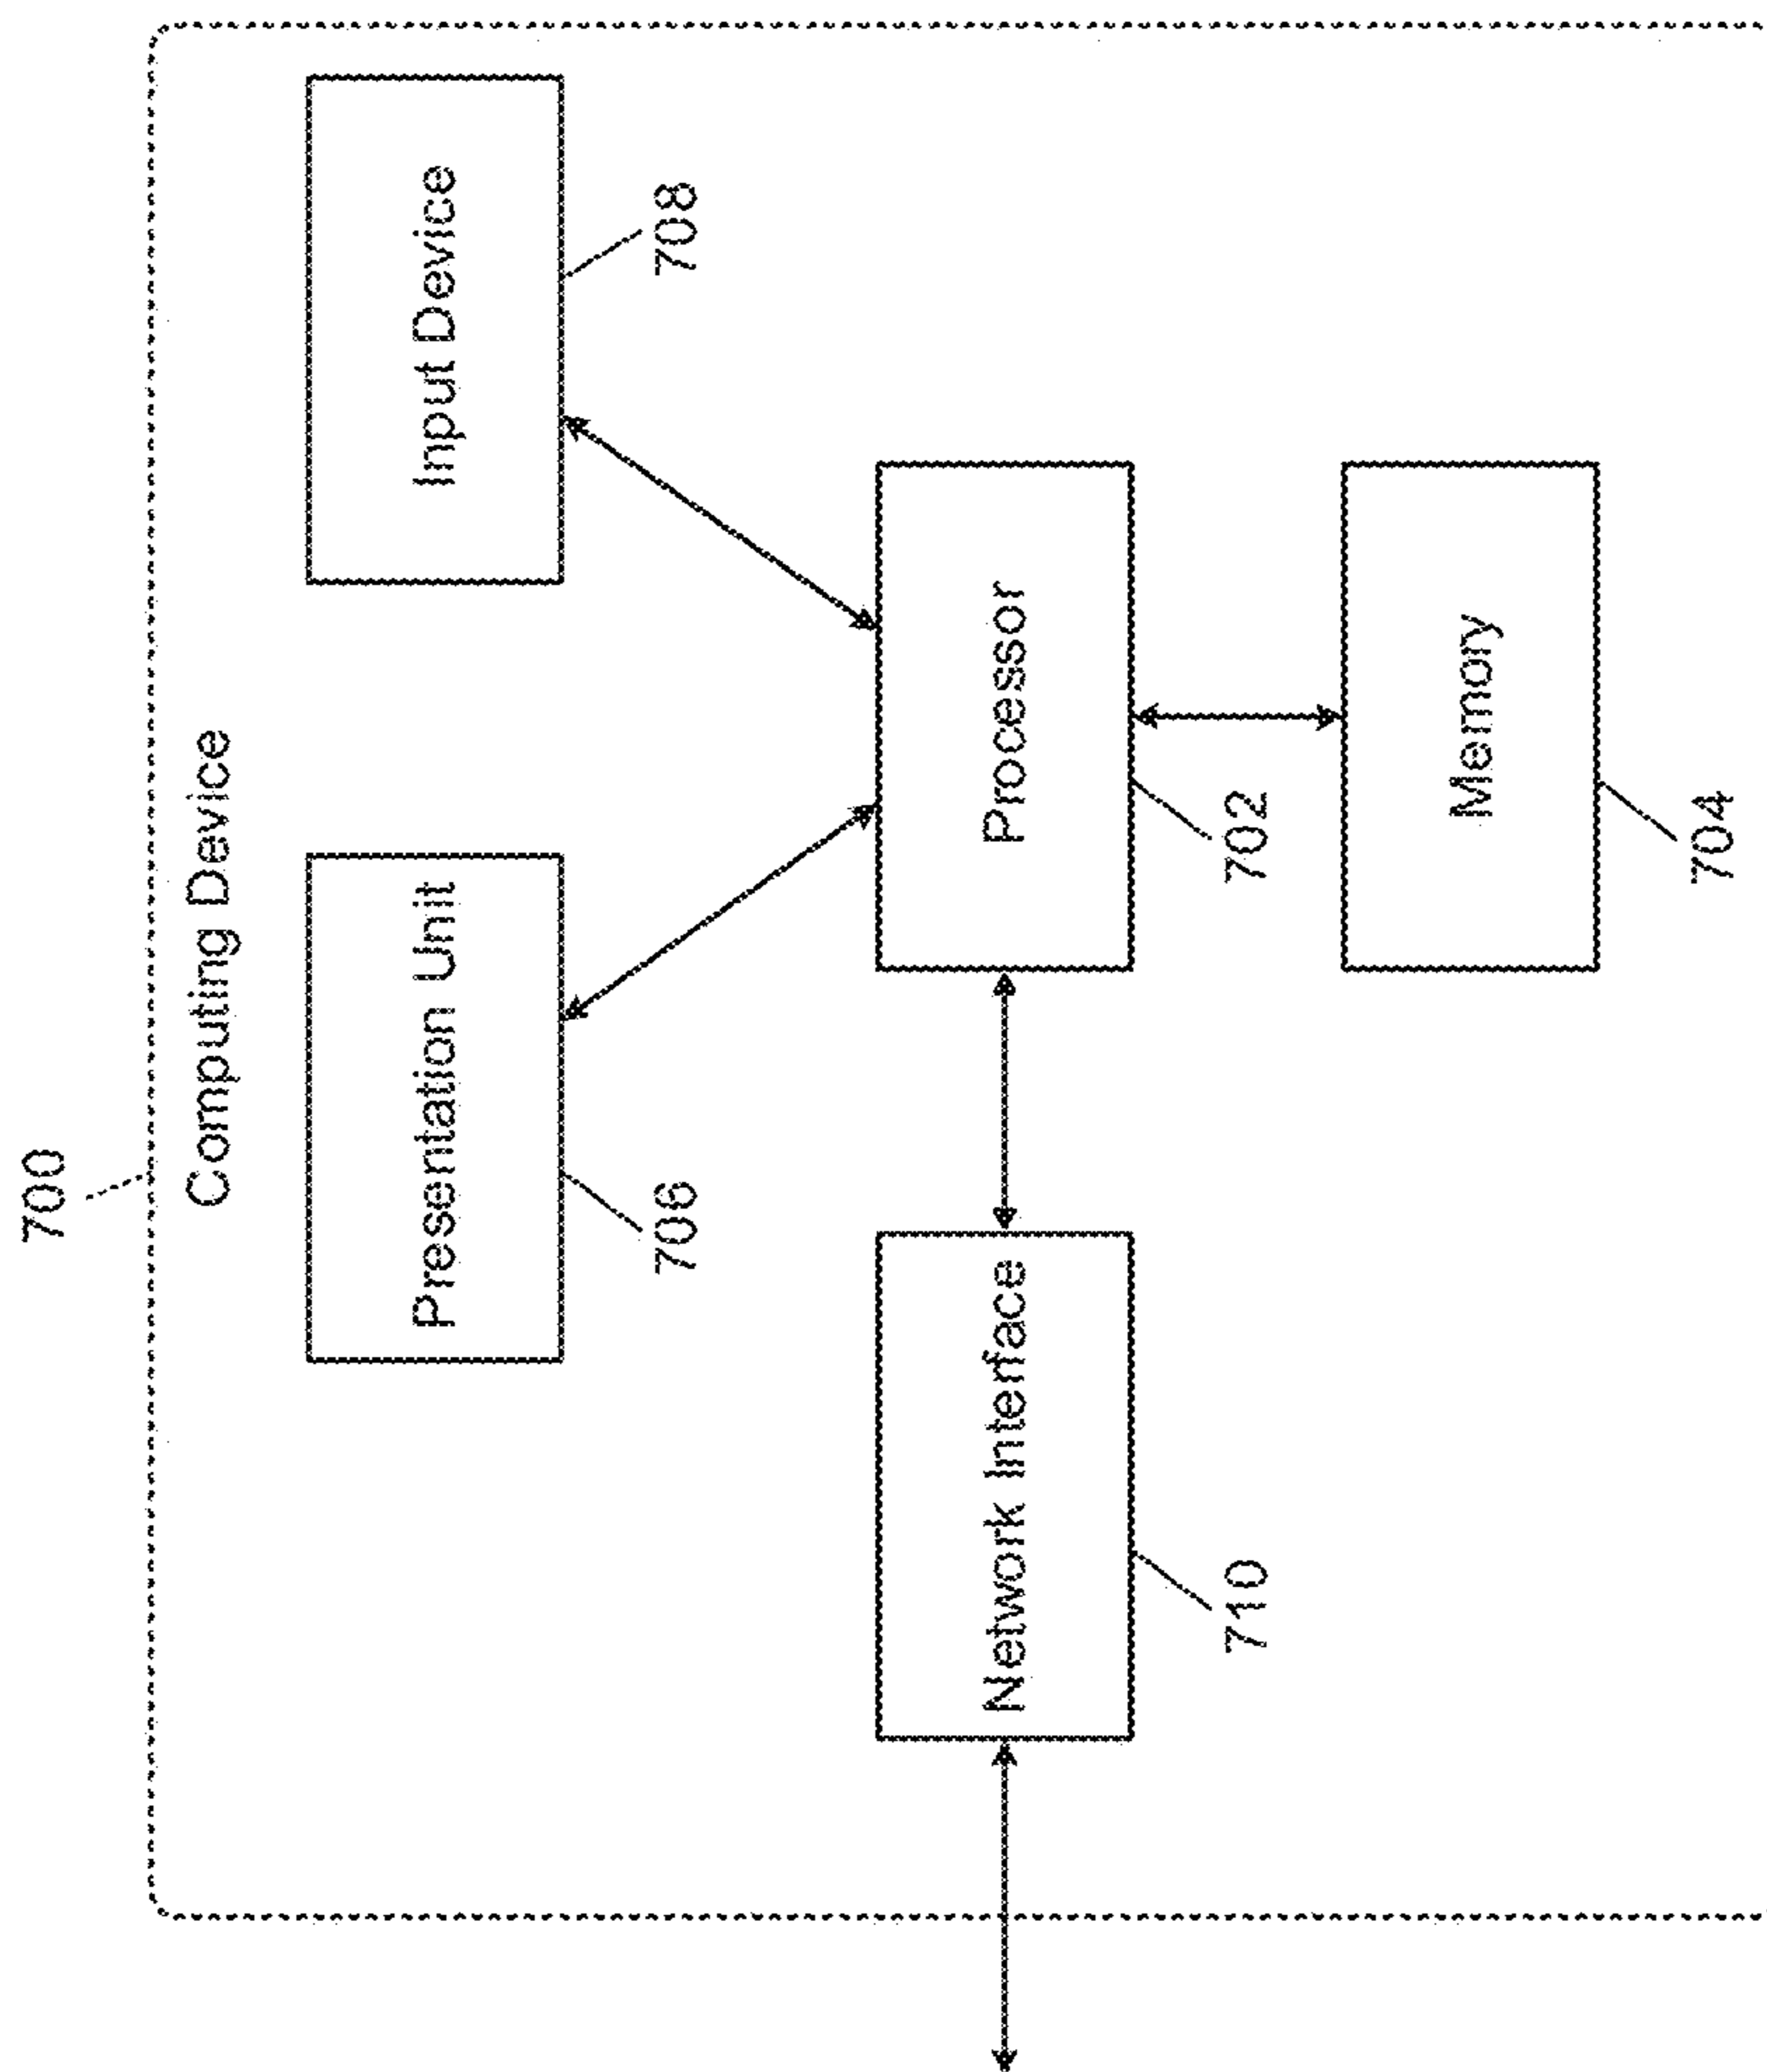 700
Computing Device
Presentation Unit
706
Input Device
708
Network Interface
710
Processor
702
Memory
704